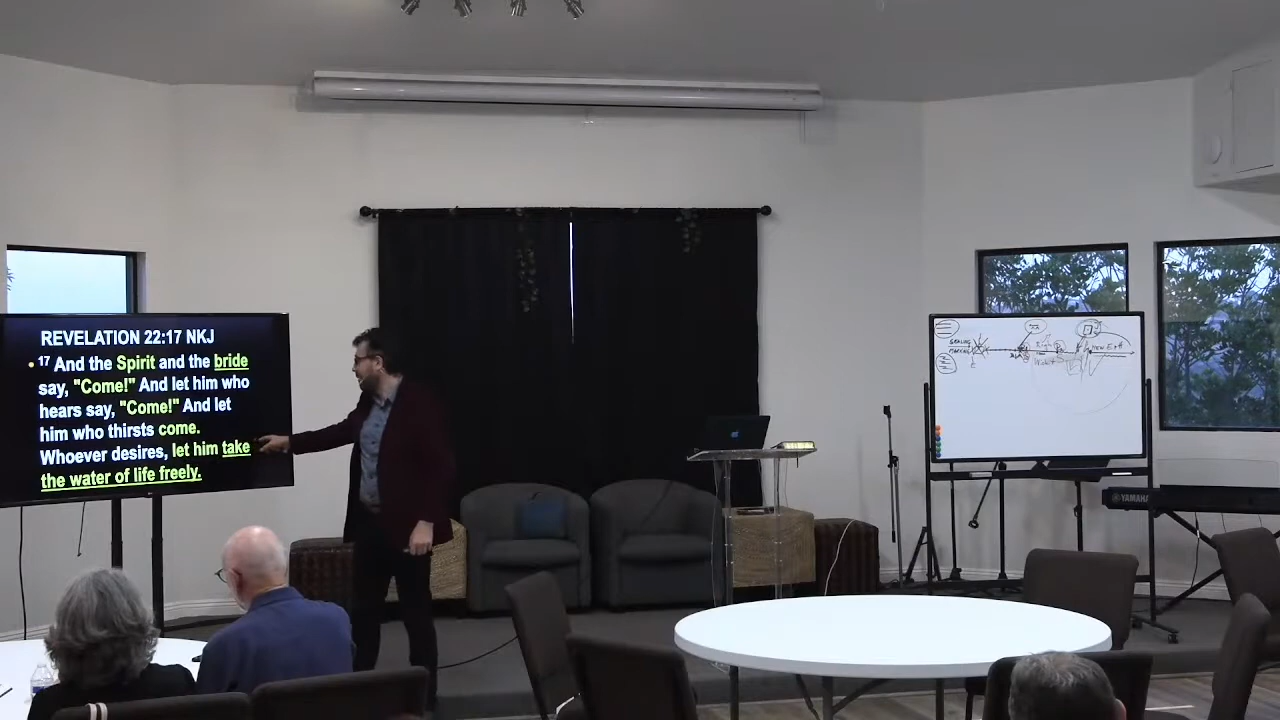 REVELATION 22:17 NKJ
• 17 And the Spirit and the bride
say, "Come!" And let him who
hears say, "Come!" And let
him who thirsts come.
Whoever desires, let him take
the water of life freely.
YAMAHA